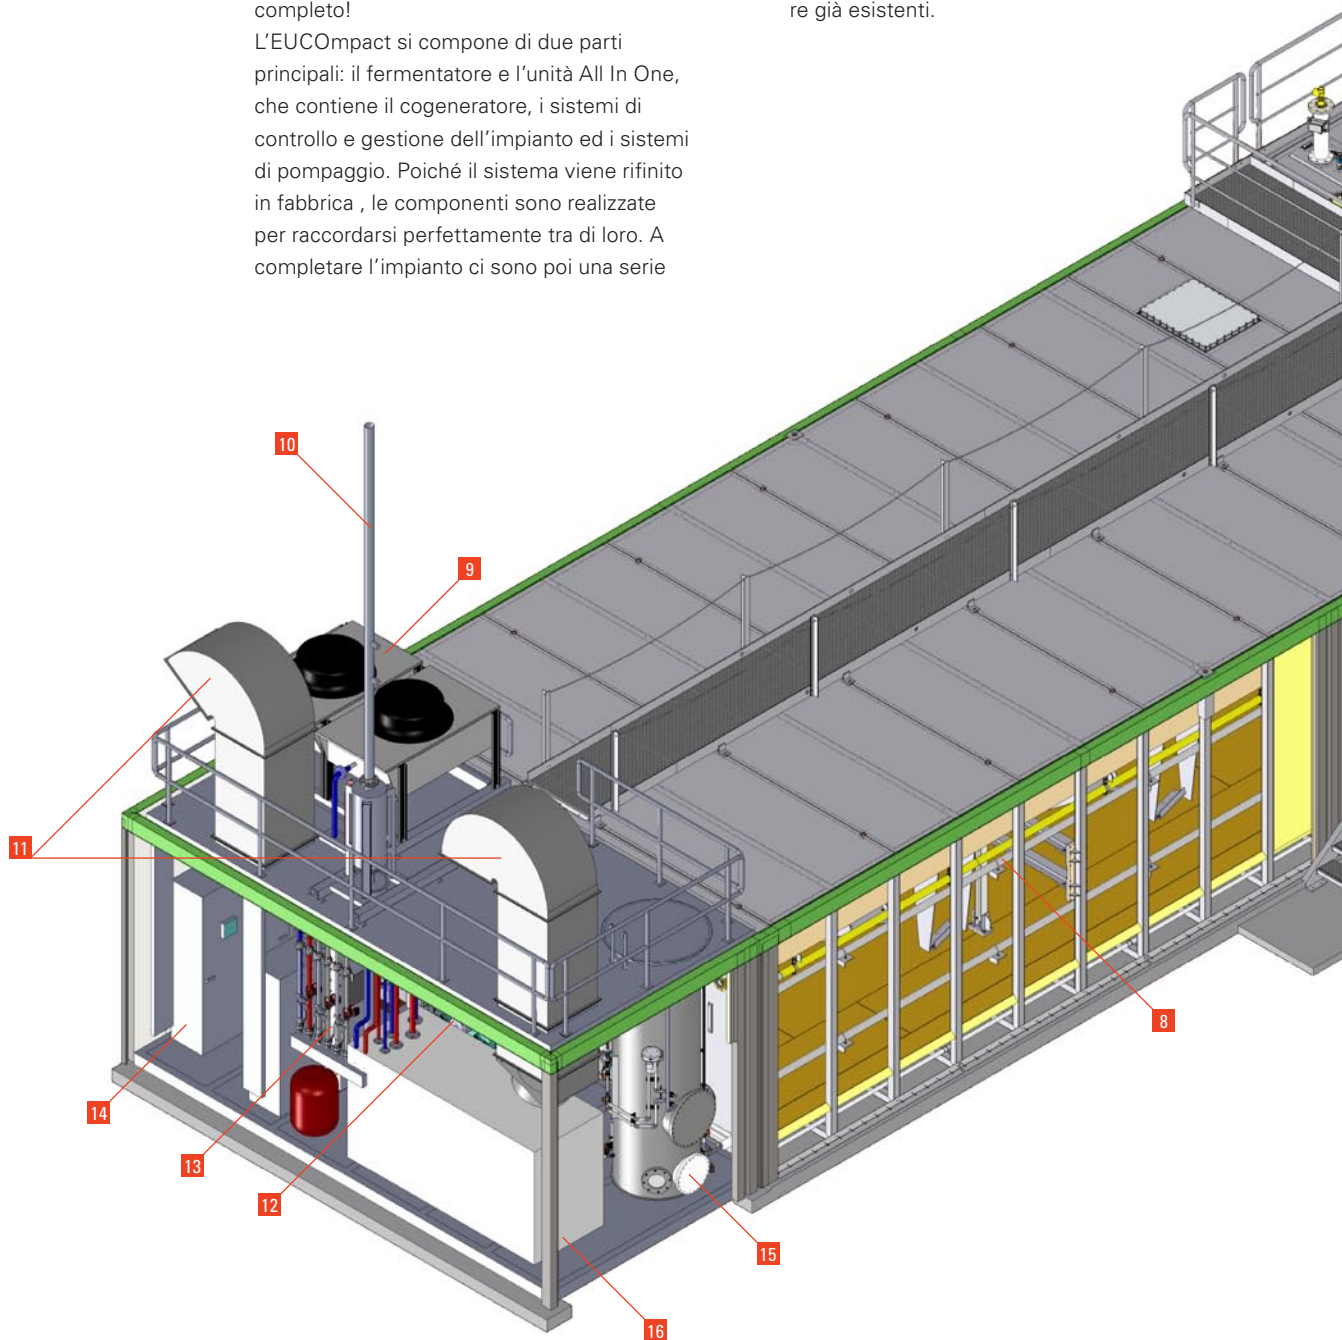 completo!
L’EUCOmpact si compone di due parti
principali: il fermentatore e l’unità All In One,
che contiene il cogeneratore, i sistemi di
controllo e gestione dell’impianto ed i sistemi
di pompaggio. Poiché il sistema viene rifinito
in fabbrica , le componenti sono realizzate
per raccordarsi perfettamente tra di loro. A
completare l’impianto ci sono poi una serie
re già esistenti.
10
9
11
8
14
13
12
15
16